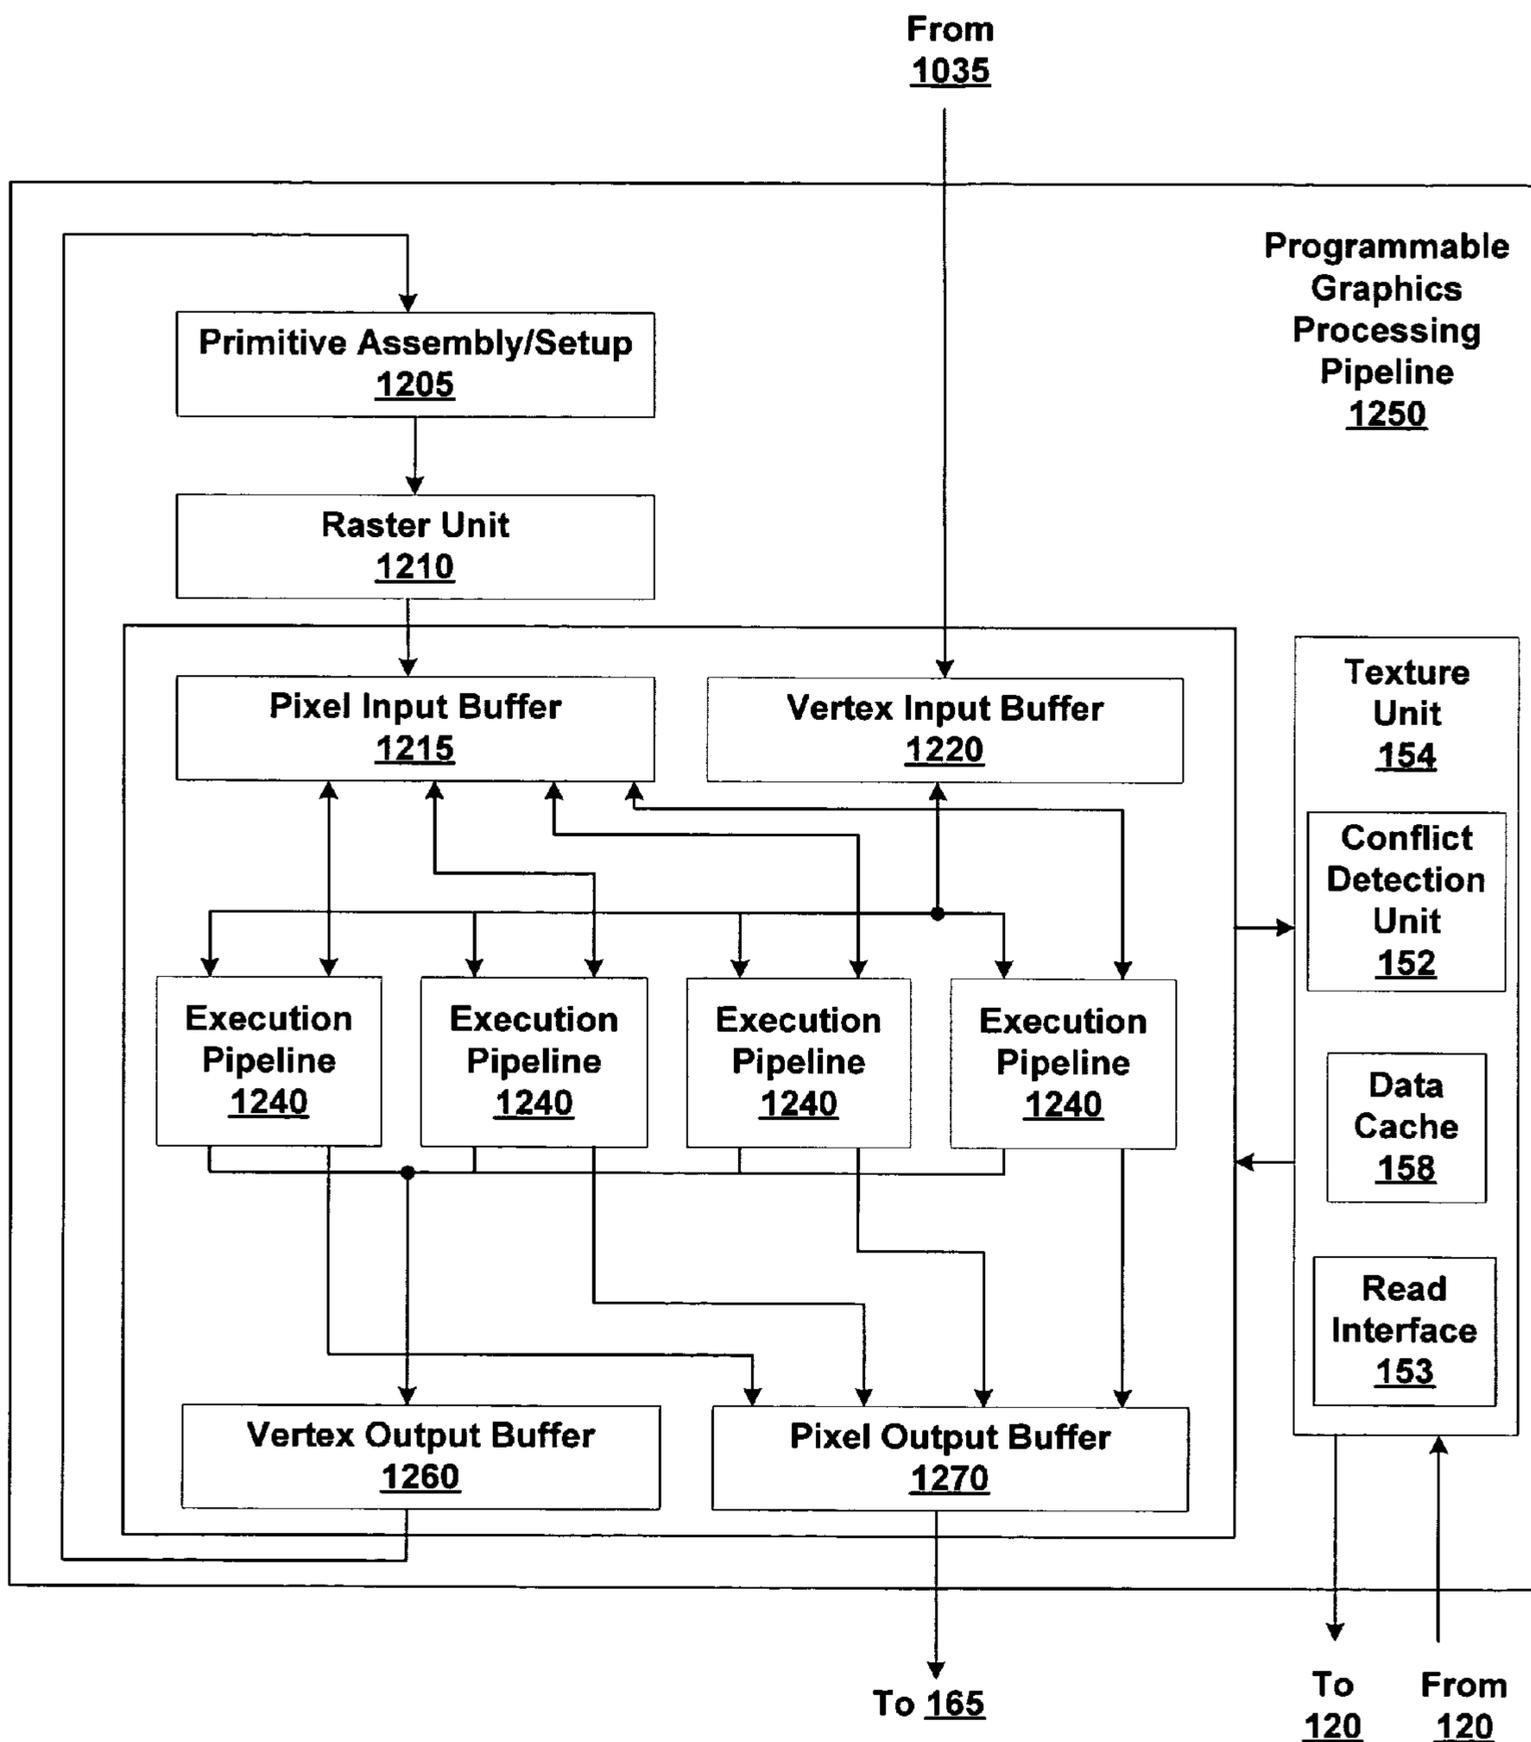 From
1035
Programmable
Graphics
Processing
Pipeline
1250
Primitive Assembly/Setup
1205
Raster Unit
1210
Pixel Input Buffer
1215
Vertex Input Buffer
1220
Texture
Unit
154
Conflict
Detection
Unit
152
Execution
Pipeline
1240
Execution
Pipeline
1240
Execution
Pipeline
1240
Execution
Pipeline
1240
Data
Cache
158
Read
Interface
153
Vertex Output Buffer
1260
Pixel Output Buffer
1270
To 165
To
120
From
120